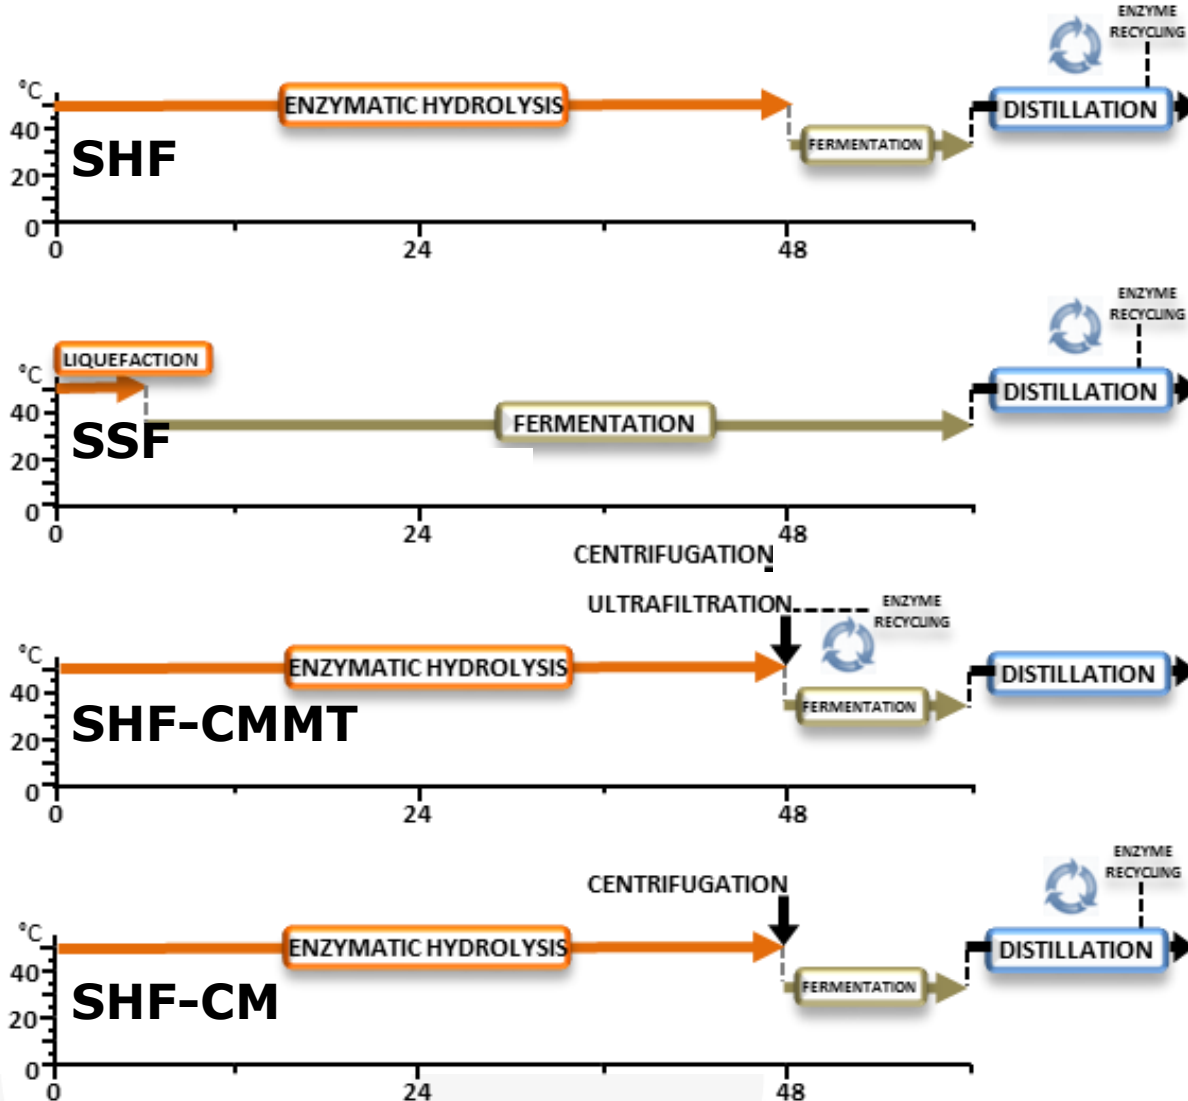 ENZYME
RECYCLING
°C
ENZYMATIC HYDROLYSIS
DISTILLATION
40
SHF
FERMENTATION
20
0
0 24 48
ENZYME
RECYCLING
LIQUEFACTION
°C
DISTILLATION
40
SSF
FERMENTATION
20
0
0 24 48
CENTRIFUGATION
ULTRAFILTRATION
ENZYME
RECYCLING
°C
ENZYMATIC HYDROLYSIS
DISTILLATION
40
SHF-CMMT
FERMENTATION
20
0
0 24 48
ENZYME
RECYCLING
CENTRIFUGATION
°C
ENZYMATIC HYDROLYSIS
DISTILLATION
40
SHF-CM
FERMENTATION
20
0
0 24 48